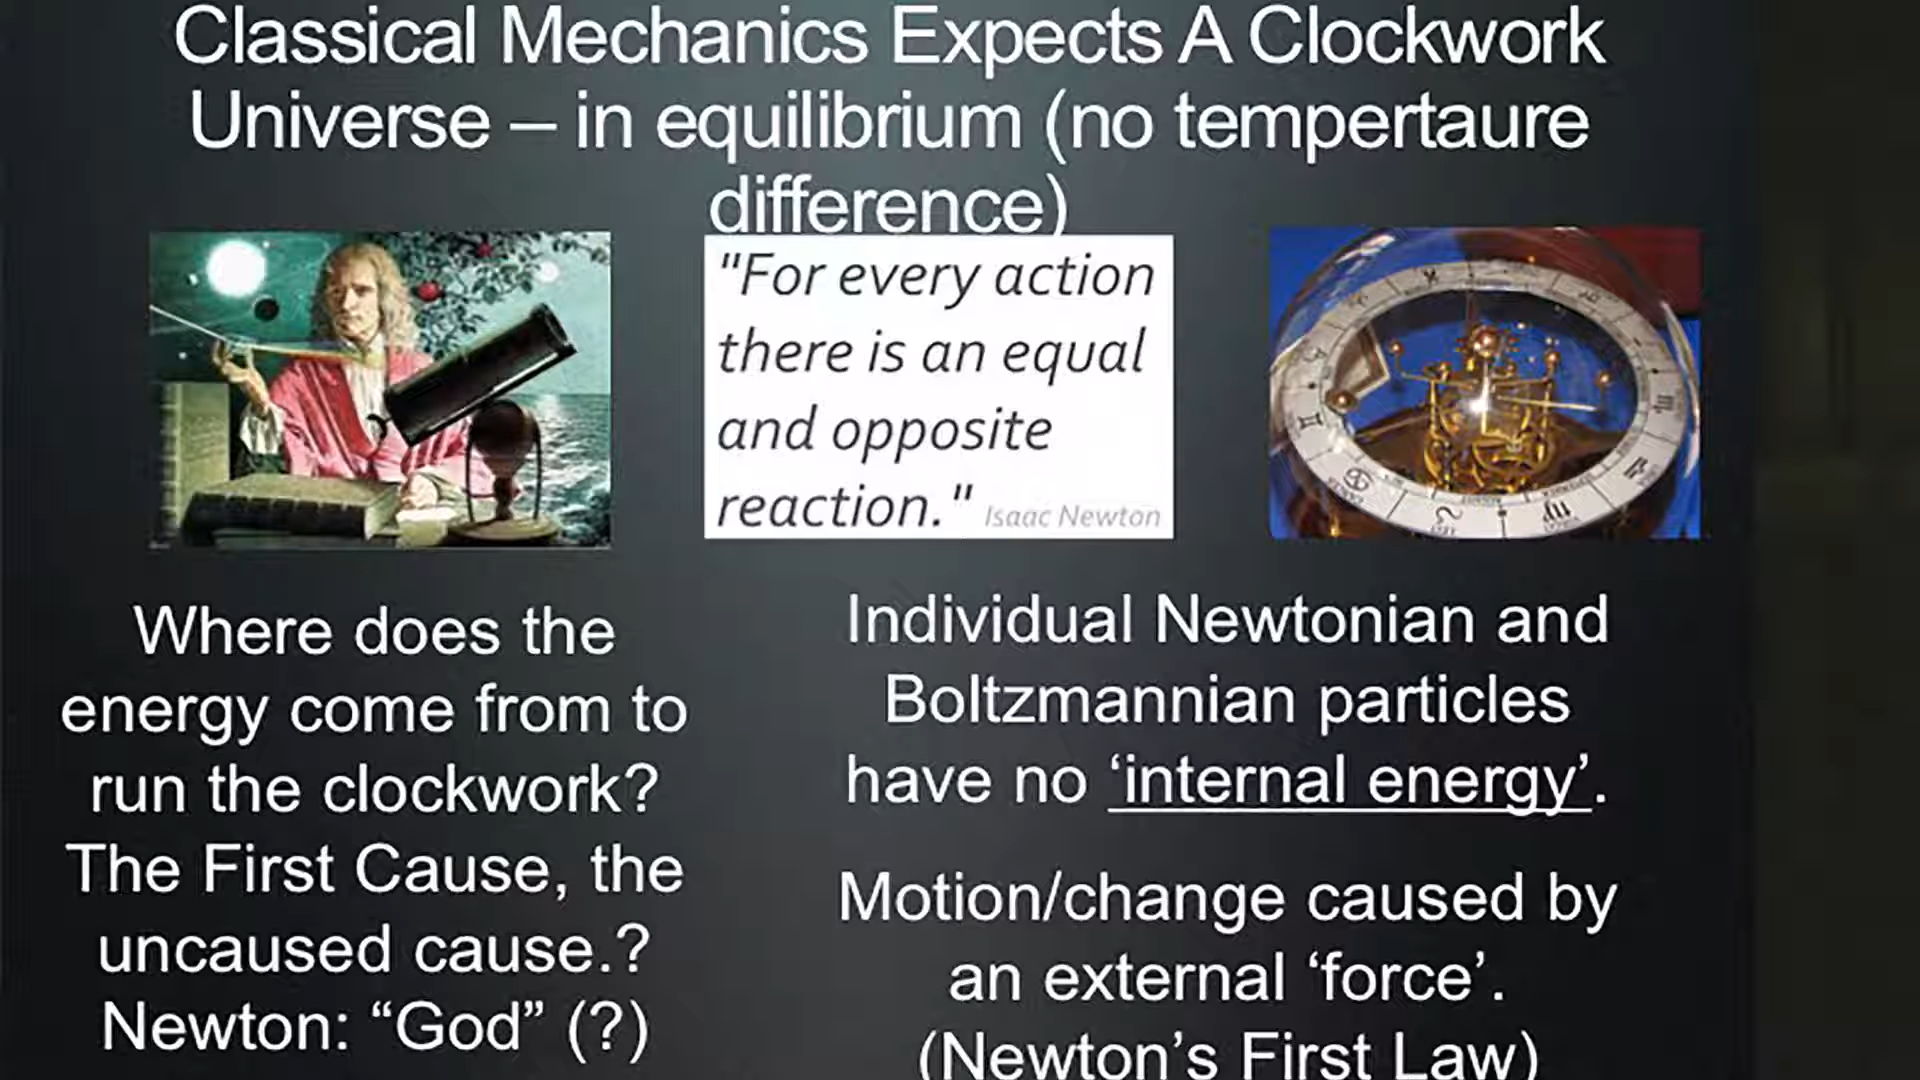 Classical Mechanics Expects A Clockwork
Universe – in equilibrium (no tempertaure
difference)
"For every action
there is an equal
and opposite
reaction." Isaac Newton
Where does the
energy come from to
run the clockwork?
The First Cause, the
uncaused cause.?
Newton: “God” (?)
Individual Newtonian and
Boltzmannian particles
have no ‘internal energy’.
Motion/change caused by
an external ‘force’.
(Newton’s First Law)